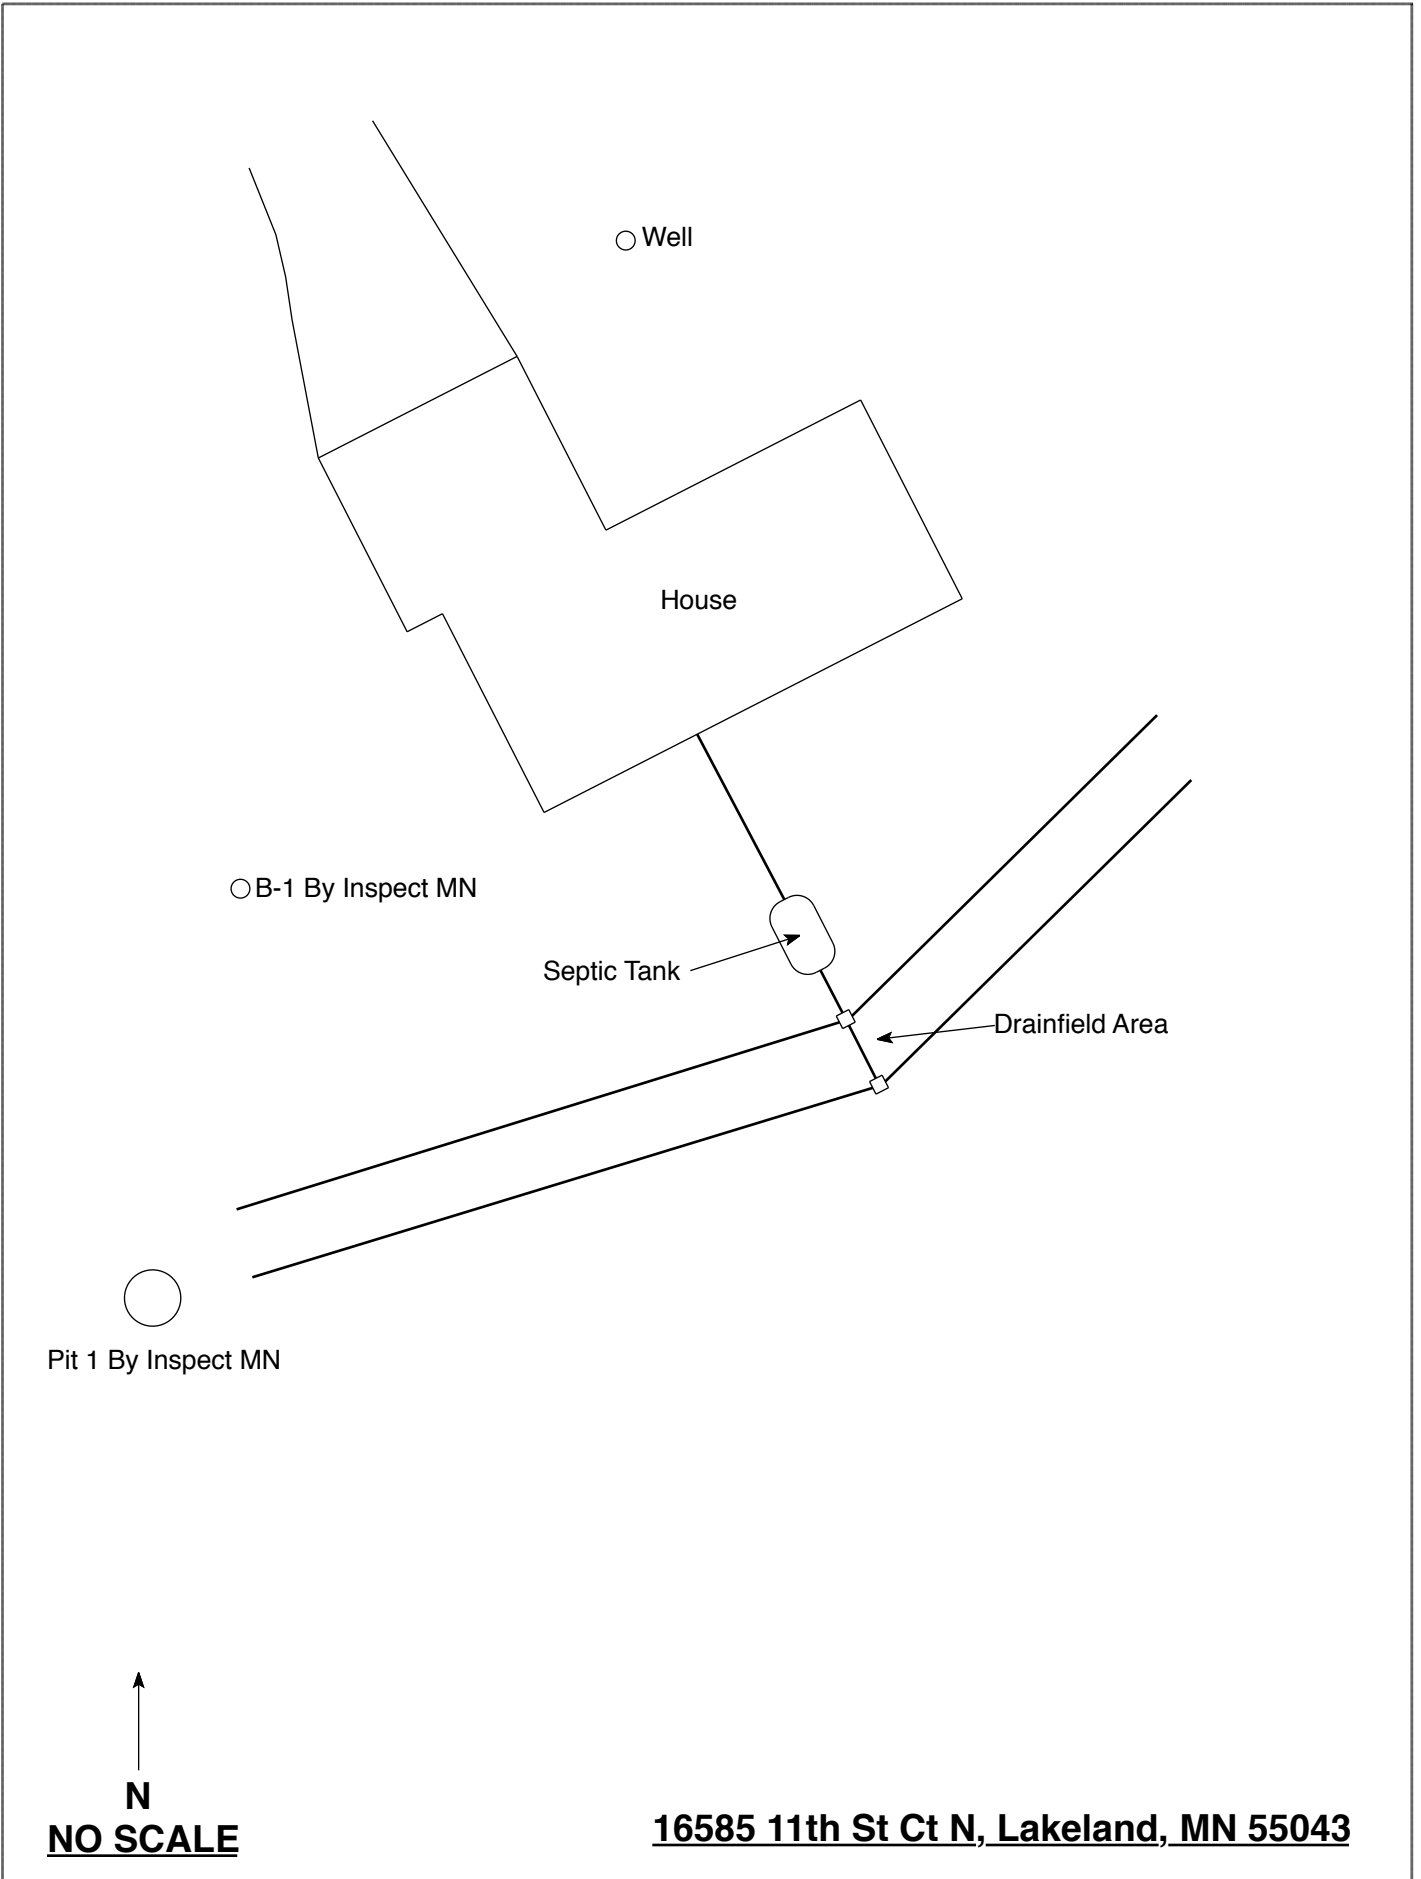 Well
House
B-1 By Inspect MN
Septic Tank
Drainfield Area
Pit 1 By Inspect MN
N
NO SCALE
16585 11th St Ct N, Lakeland, MN 55043